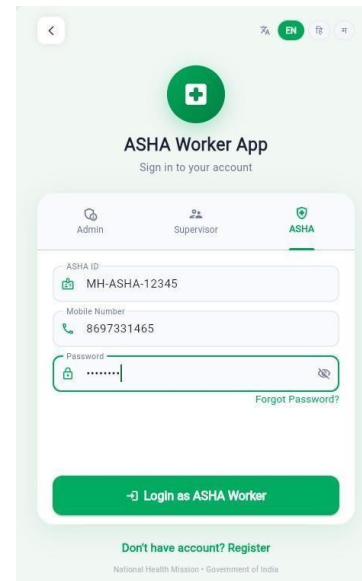 EN हि म
ASHA Worker App
Sign in to your account
Admin Supervisor ASHA
ASHA ID
MH-ASHA-12345
Mobile Number
8697331465
Password
••••••••
Forgot Password?
Login as ASHA Worker
Don't have account? Register
National Health Mission • Government of India